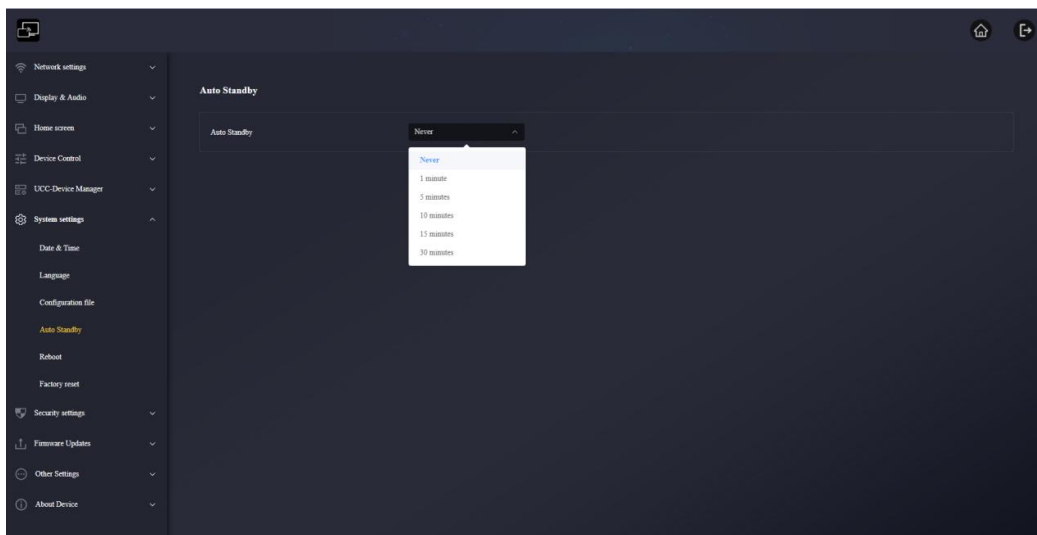 Network settings
Display & Audio
Home screen
Device Control
UCC-Device Manager
System settings
Date & Time
Language
Configuration file
Auto Standby
Reboot
Factory reset
Security settings
Firmware Updates
Other Settings
About Device
Auto Standby
Auto Standby
Never
Never
1 minute
5 minutes
10 minutes
15 minutes
30 minutes